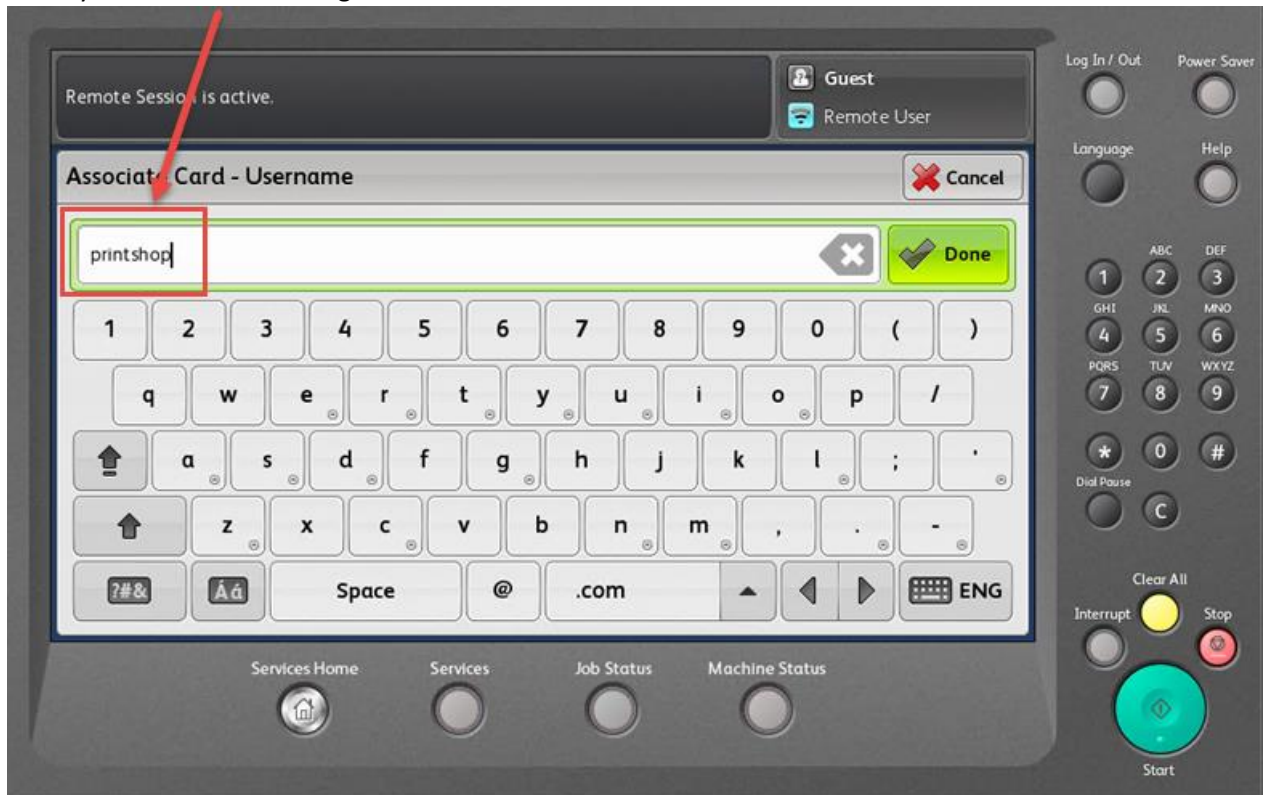 Log In / Out Power Saver
Remote Session is active.
Guest
Remote User
Language Help
Associate Card - Username
Cancel
printshop
Done
ABC DEF
1 2 3
GHI JKL MNO
4 5 6
PQRS TUV WXYZ
7 8 9
* 0 #
Dial Pause
C
1 2 3 4 5 6 7 8 9 0 ( )
q w e r t y u i o p /
a s d f g h j k l ; '
z x c v b n m , . -
?#& Áá Space @ .com ENG
Clear All
Interrupt Stop
Services Home Services Job Status Machine Status
Start